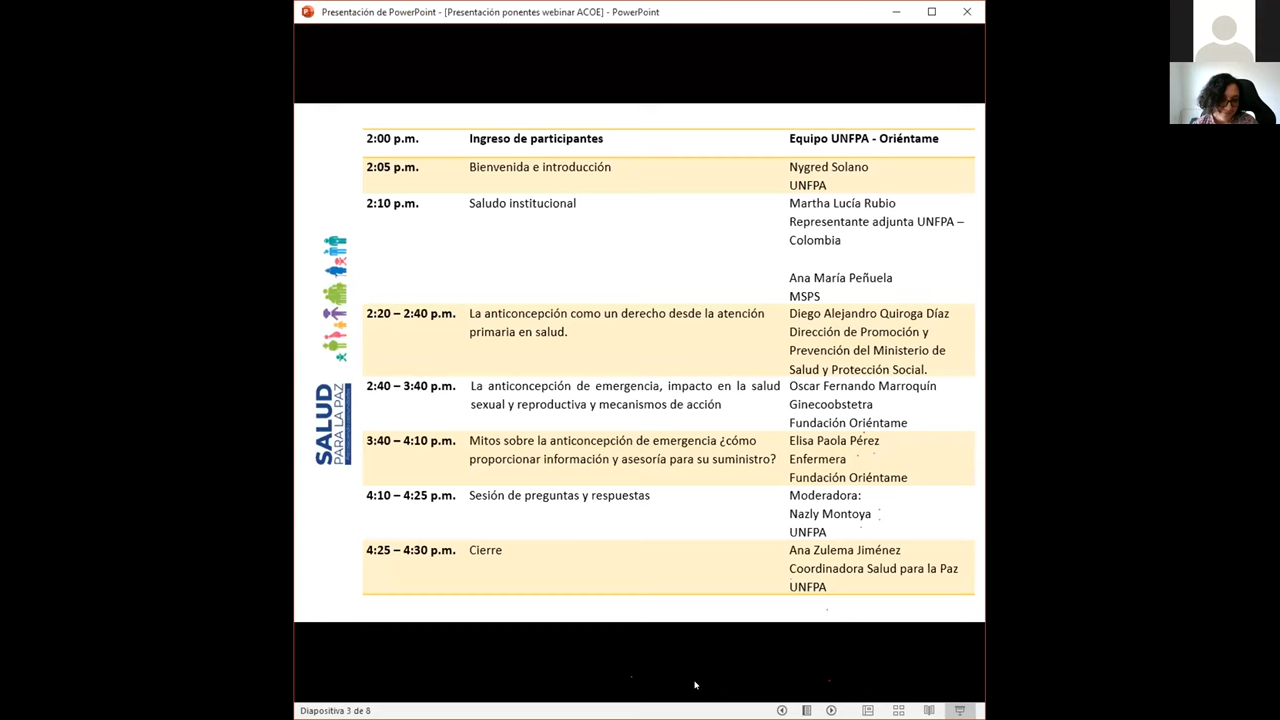 Presentación de PowerPoint - [Presentación ponentes webinar ACOE] - PowerPoint
2:00 p.m. Ingreso de participantes Equipo UNFPA - Oriéntame
2:05 p.m. Bienvenida e introducción Nygred Solano
UNFPA
2:10 p.m. Saludo institucional Martha Lucía Rubio
Representante adjunta UNFPA –
Colombia
Ana María Peñuela
MSPS
2:20 – 2:40 p.m. La anticoncepción como un derecho desde la atención Diego Alejandro Quiroga Díaz
primaria en salud. Dirección de Promoción y
Prevención del Ministerio de
Salud y Protección Social.
2:40 – 3:40 p.m. La anticoncepción de emergencia, impacto en la salud Oscar Fernando Marroquín
sexual y reproductiva y mecanismos de acción Ginecoobstetra
Fundación Oriéntame
3:40 – 4:10 p.m. Mitos sobre la anticoncepción de emergencia ¿cómo Elisa Paola Pérez
proporcionar información y asesoría para su suministro? Enfermera
Fundación Oriéntame
4:10 – 4:25 p.m. Sesión de preguntas y respuestas Moderadora:
Nazly Montoya
UNFPA
4:25 – 4:30 p.m. Cierre Ana Zulema Jiménez
Coordinadora Salud para la Paz
UNFPA
SALUD
PARA LA PAZ
Diapositiva 3 de 8